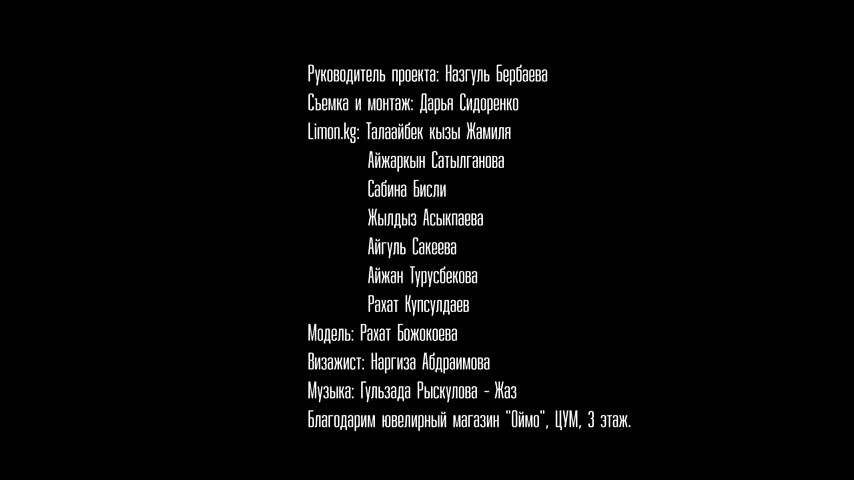 Руководитель проекта: Назгуль Бербаева
Съемка и монтаж: Дарья Сидоренко
Limon.kg: Талаайбек кызы Жамиля
Айжаркын Сатылганова
Сабина Бисли
Жылдыз Асыкпаева
Айгуль Сакеева
Айжан Турусбекова
Рахат Купсулдаев
Модель: Рахат Божокоева
Визажист: Наргиза Абдраимова
Музыка: Гульзада Рыскулова - Жаз
Благодарим ювелирный магазин "Оймо", ЦУМ, 3 этаж.